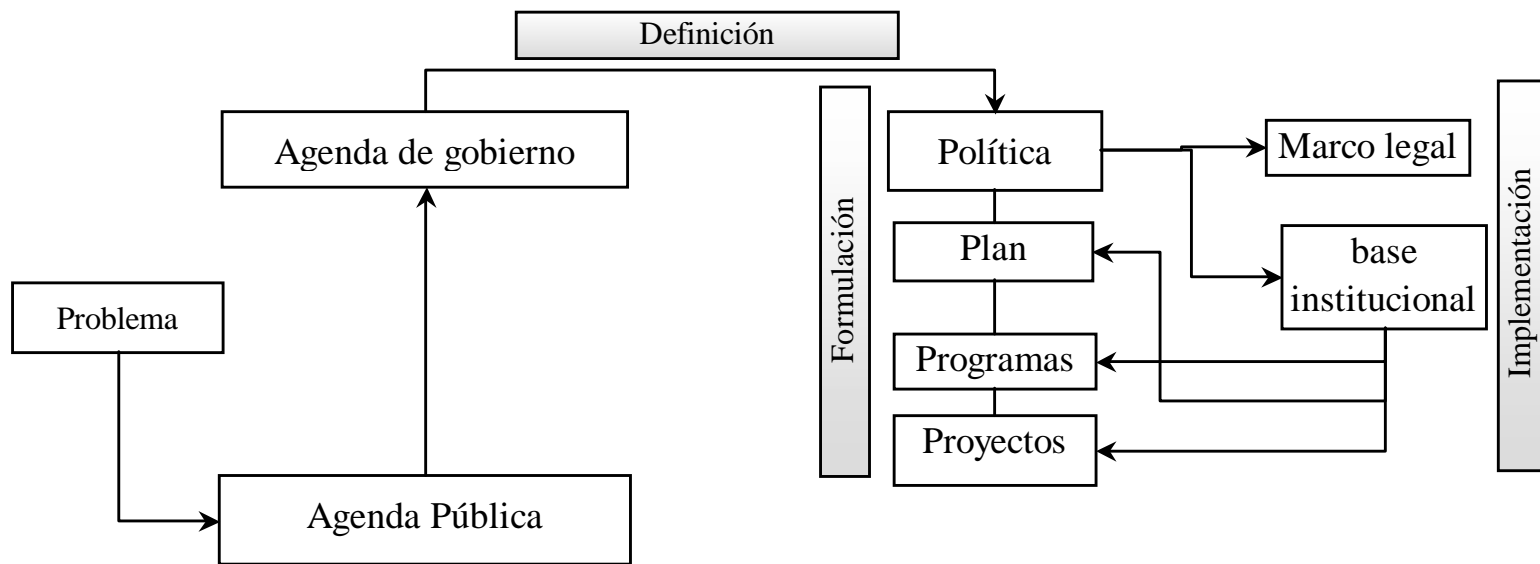 Definición
Agenda de gobierno
Problema
Agenda Pública
Formulación
Política
Plan
Programas
Proyectos
Marco legal
base
institucional
Implementación